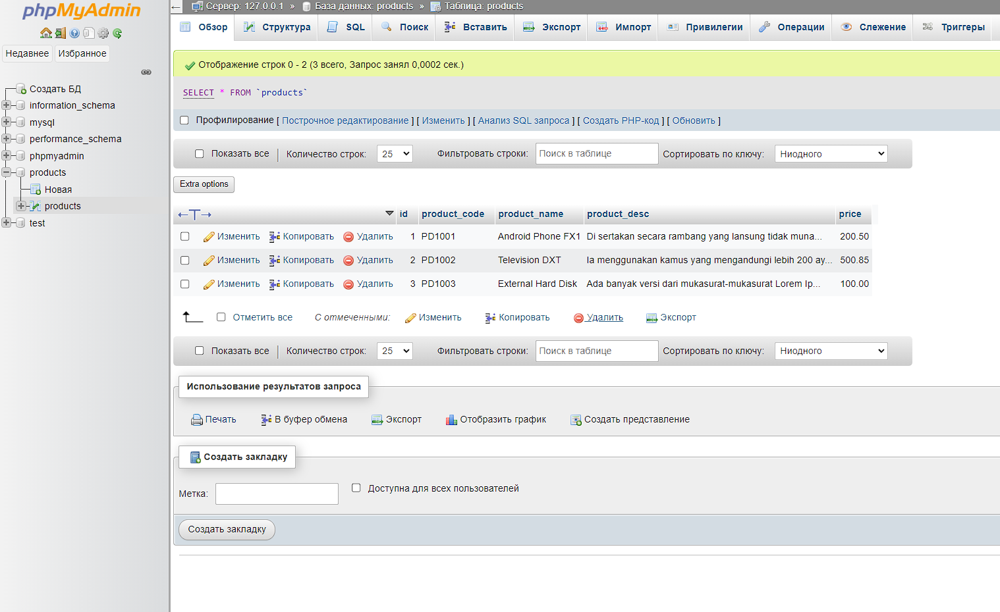 phpMyAdmin
Недавнее Избранное
Создать БД
information_schema
mysql
performance_schema
phpmyadmin
products
Новая
products
test
Сервер: 127.0.0.1 » База данных: products » Таблица: products
Обзор Структура SQL Поиск Вставить Экспорт Импорт Привилегии Операции Слежение Триггеры
Отображение строк 0 - 2 (3 всего, Запрос занял 0,0002 сек.)
SELECT * FROM `products`
Профилирование [ Построчное редактирование ] [ Изменить ] [ Анализ SQL запроса ] [ Создать PHP-код ] [ Обновить ]
Показать все | Количество строк: 25 Фильтровать строки: Поиск в таблице Сортировать по ключу: Ниодного
Extra options
←T→ id product_code product_name product_desc price
Изменить Копировать Удалить 1 PD1001 Android Phone FX1 Di sertakan secara rambang yang lansung tidak muna... 200.50
Изменить Копировать Удалить 2 PD1002 Television DXT Ia menggunakan kamus yang mengandungi lebih 200 ay... 500.85
Изменить Копировать Удалить 3 PD1003 External Hard Disk Ada banyak versi dari mukasurat-mukasurat Lorem Ip... 100.00
Отметить все С отмеченными: Изменить Копировать Удалить Экспорт
Показать все | Количество строк: 25 Фильтровать строки: Поиск в таблице Сортировать по ключу: Ниодного
Использование результатов запроса
Печать В буфер обмена Экспорт Отобразить график Создать представление
Создать закладку
Метка: Доступна для всех пользователей
Создать закладку